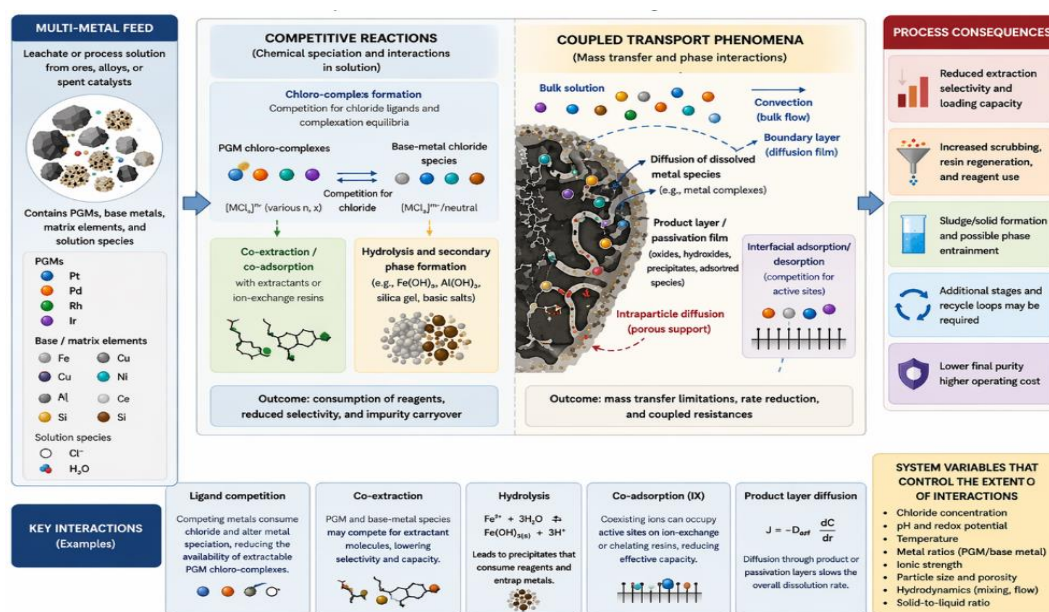 MULTI-METAL FEED
Leachate or process solution
from ores, alloys, or
spent catalysts
Contains PGMs, base metals,
matrix elements, and
solution species
PGMs
Pt
Pd
Rh
Ir
Base / matrix elements
Fe
Cu
Cu
Ni
Al
Ce
Si
Si
Solution species
Cl⁻
H₂O
COMPETITIVE REACTIONS
(Chemical speciation and interactions
in solution)
Chloro-complexs formation
Competition for chloride ligands and
complexation equilibria
PGM chloro-complexes
Base-metal chloride
species
Competition for
chloride
(various n, x)
/neutral
Co-extraction /
co-adsorption
with extractants or
ion-exchange resins
Hydrolysis and secondary
phase formation
(e.g., Fe(OH)₃, Al(OH)₃,
silica gel, basic salts)
Outcome: consumption of reagents,
reduced selectivity, and impurity carryover
COUPLED TRANSPORT PHENOMENA
(Mass transfer and phase interactions)
Bulk solution
Convection
(bulk flow)
Boundary layer
(diffusion film)
Diffusion of dissolved
metal species
(e.g., metal complexes)
Product layer /
passivation film
(oxides, hydroxides,
precipitates, adsortred
species)
Intraparticle diffusion
(porous support)
Interfacial adsorption/
desorption
(competition for
active sites)
Outcome: mass transfer limitations, rate reduction,
and coupled resistances
PROCESS CONSEQUENCES
Reduced extraction
selectivity and
loading capacity
Increased scrubbing,
resin regeneration,
and reagent use
Sludge/solid formation
and possible phase
entrainment
Additional stages and
recycle loops may be
required
Lower final purity
higher operating cost
KEY INTERACTIONS
(Examples)
Ligand competition
Competing metals consume
chloride and alter metal
speciation, reducing the
availability of extractable
PGM chloro-complexes.
Co-extraction
PGM and base-metal species
may compete for extractant
molecules, lowering
selectivity and capacity.
Hydrolysis
Fe³⁺ + 3H₂O ⇌
Fe(OH)₃(s) + 3H⁺
Leads to precipitates that
consume reagents and
entrap metals.
Co-adsorption (IX)
Coexisting ions can occupy
active sites on ion-exchange
or chelating resins, reducing
effective capacity.
Product layer diffusion
J = −D dC/dr
Diffusion through product or
passivation layers slows the
overall dissolution rate.
SYSTEM VARIABLES THAT
CONTROL THE EXTENTO
OF INTERACTIONS
• Chloride concentration
• pH and redox potential
• Temperature
• Metal ratios (PGM/base metal)
• Ionic strength
• Particle size and porosity
• Hydrodynamics (mixing, flow)
• Solid-to-liquid ratio